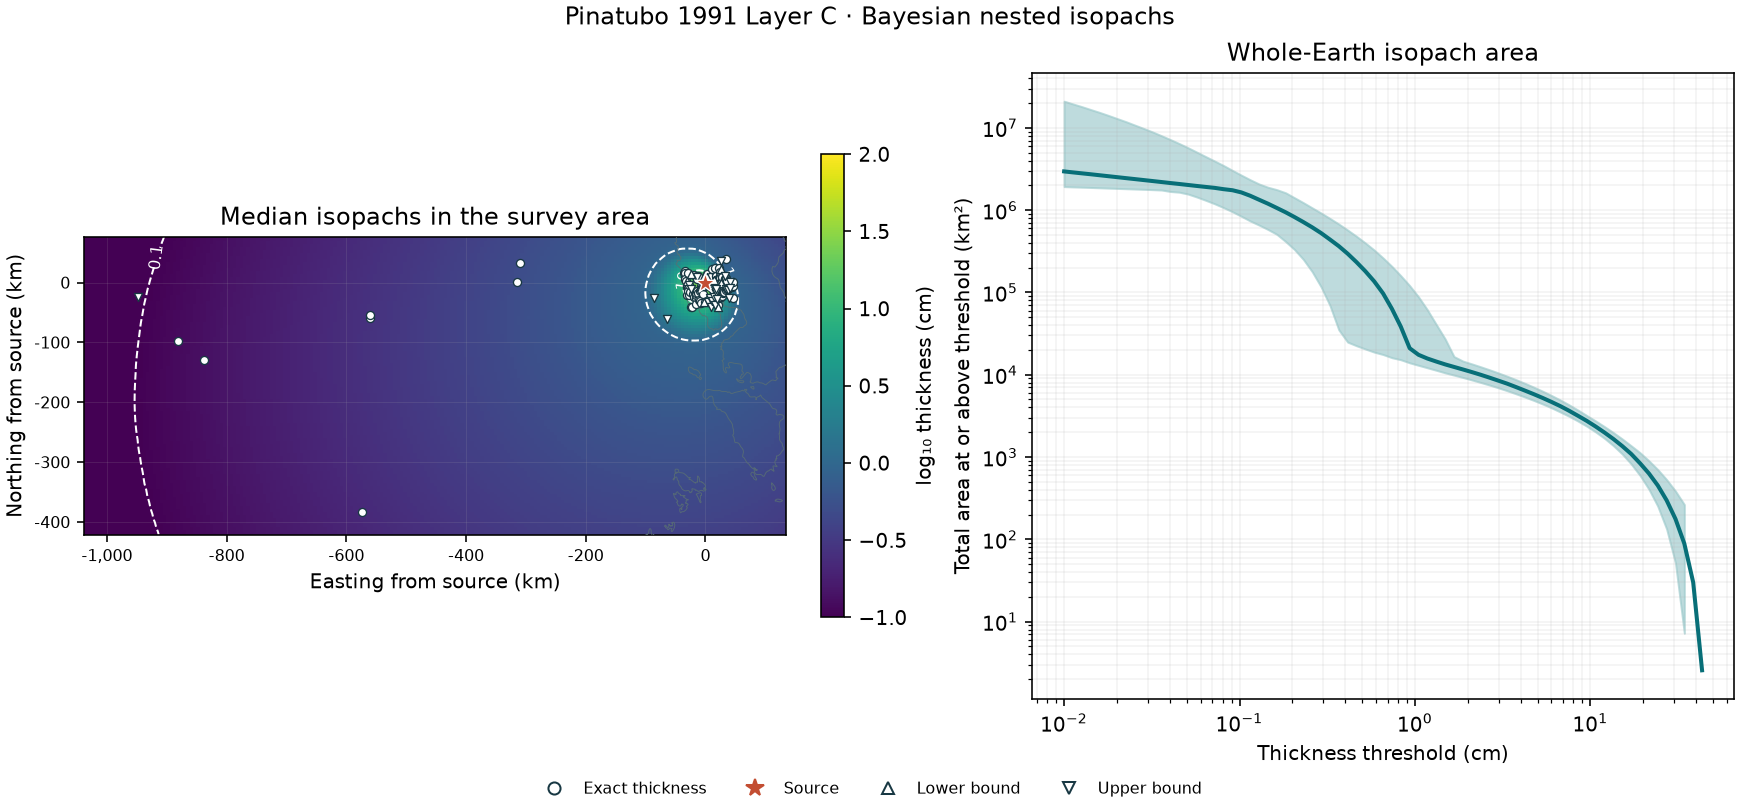 Pinatubo 1991 Layer C · Bayesian nested isopachs
Median isopachs in the survey area
Northing from source (km)
0
-100
-200
-300
-400
-1,000
-800
-600
-400
-200
0
Easting from source (km)
0.1
2.0
1.5
1.0
0.5
0.0
−0.5
−1.0
log₁₀ thickness (cm)
Whole-Earth isopach area
Total area at or above threshold (km²)
10⁷
10⁶
10⁵
10⁴
10³
10²
10¹
10⁻²
10⁻¹
10⁰
10¹
Thickness threshold (cm)
Exact thickness
Source
Lower bound
Upper bound